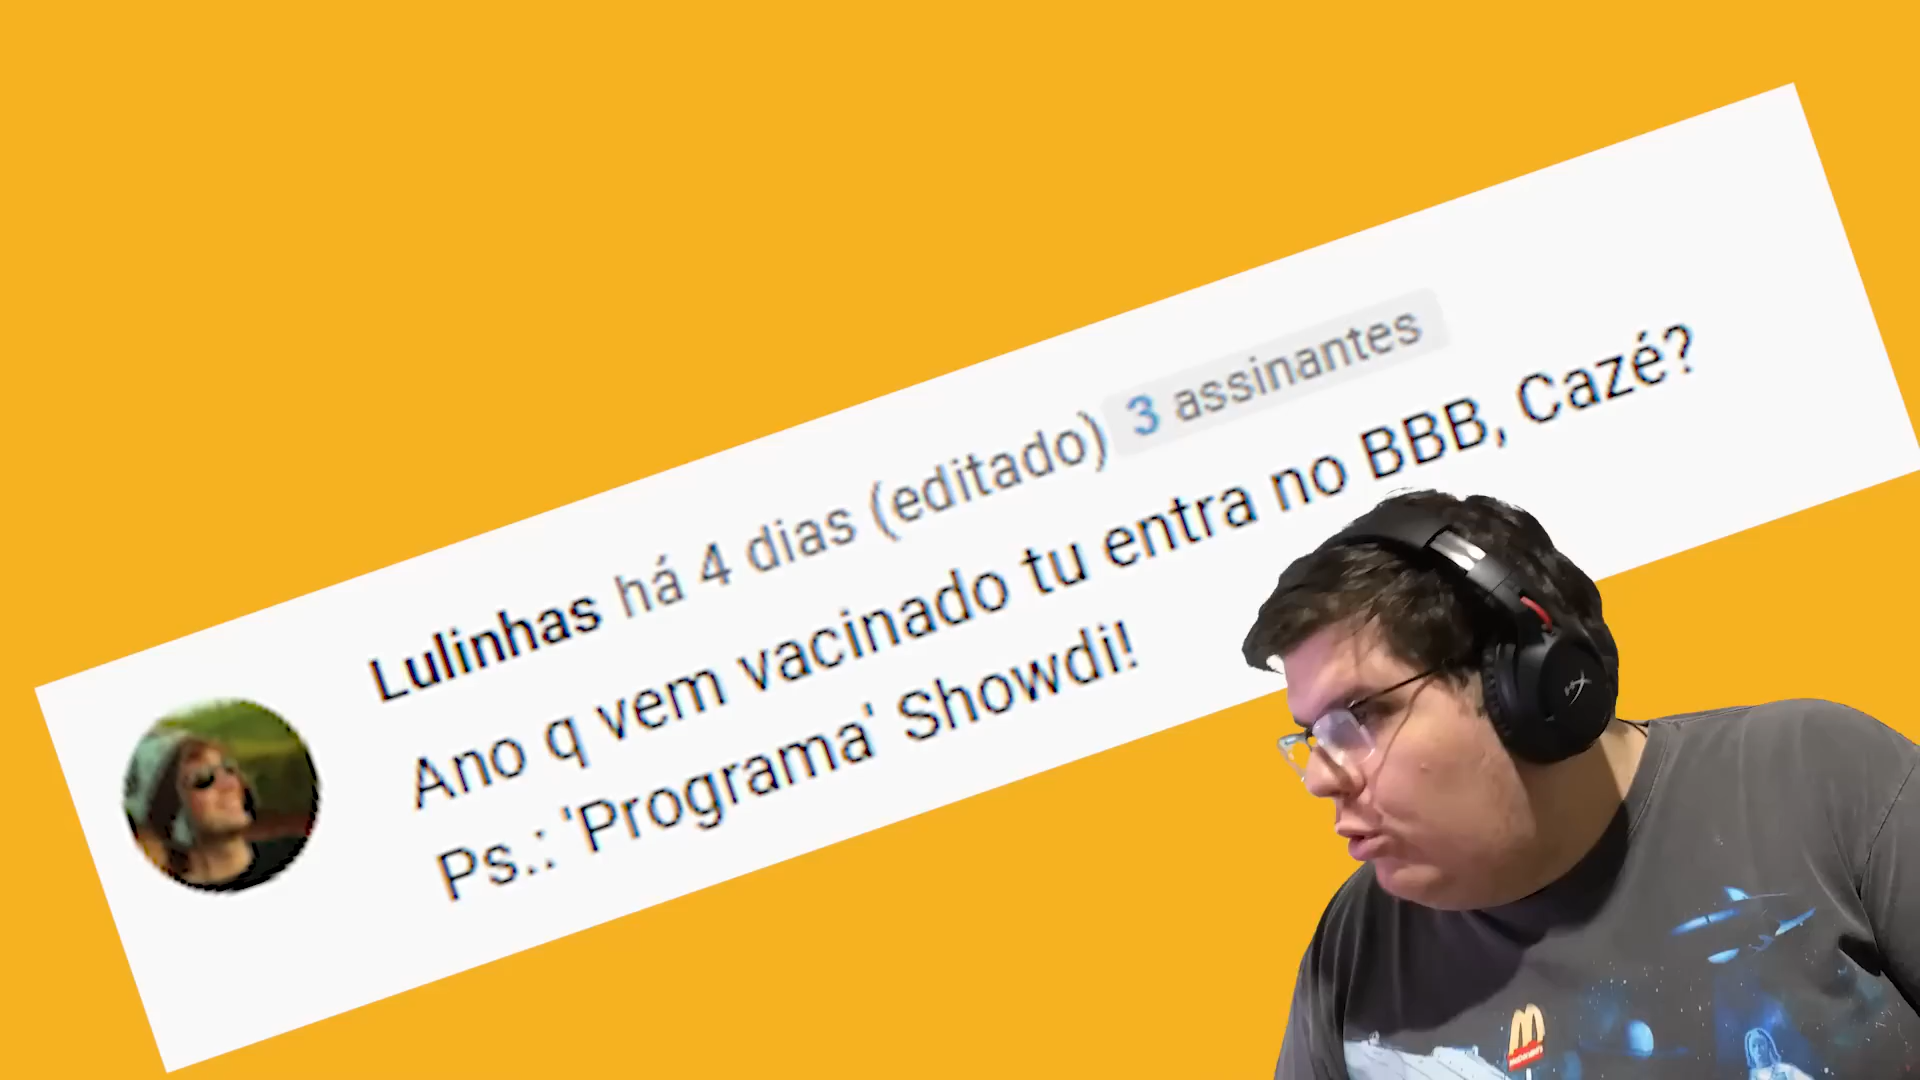 Lulinhas há 4 dias (editado) 3 assinantes
Ano q vem vacinado tu entra no BBB, Cazé?
Ps.: 'Programa' Showdi!